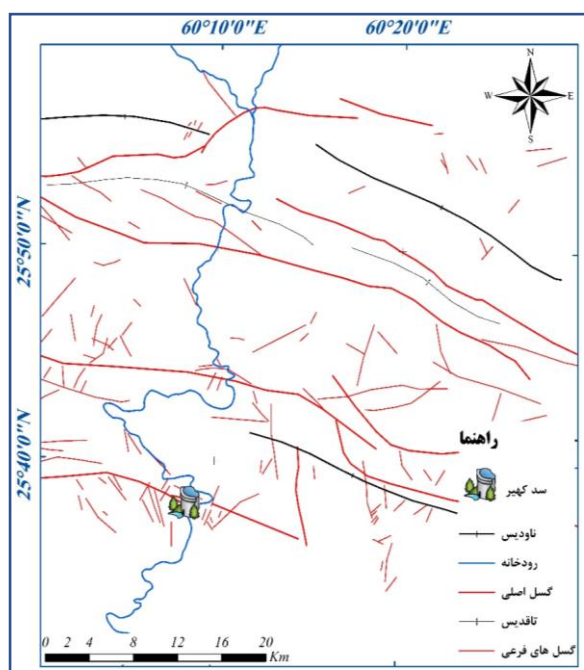 60°10'0"E 60°20'0"E
N
W E
S
25°50'0"N
25°40'0"N
راهنما
سد کهیر
ناودیس
رودخانه
گسل اصلی
تاقدیس
گسل های فرعی
0 2 4 8 12 16 20
Km